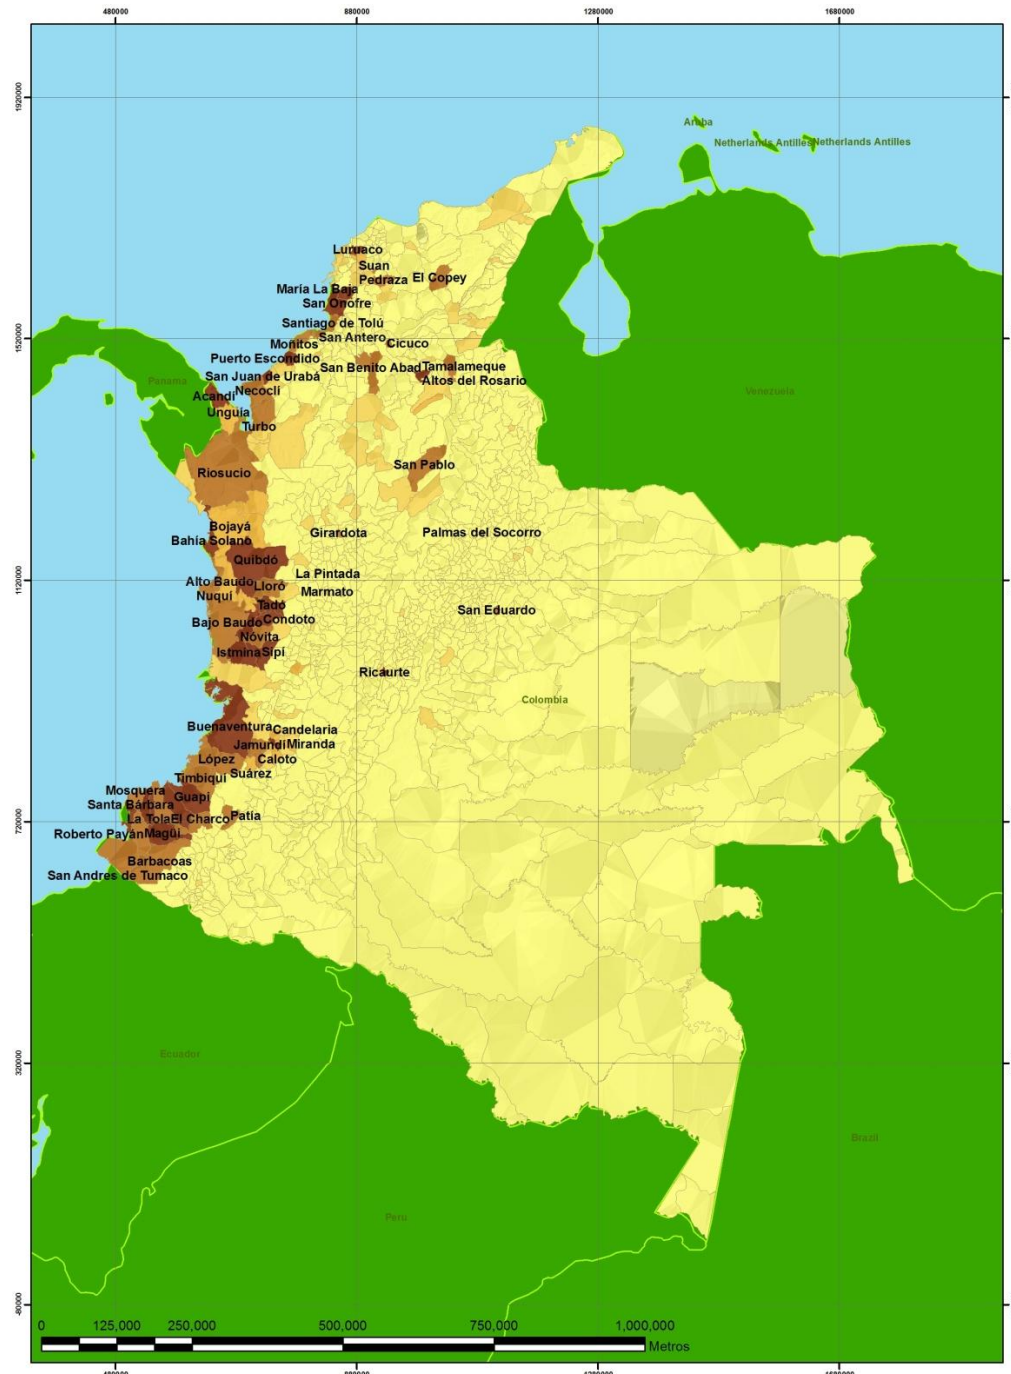 480000 880000 1280000 1680000
1920000
Aruba
Netherlands Antilles Netherlands Antilles
Luruaco
Suan
Pedraza El Copey
María La Baja
San Onofre
Santiago de Tolú
1520000
San Antero
Moñitos Cicuco
Puerto Escondido
San Benito Abad Tamalameque
San Juan de Urabá Altos del Rosario
Panama
Necoclí
Venezuela
Acandí
Unguía
Turbo
San Pablo
Riosucio
Bojayá
Girardota Palmas del Socorro
Bahía Solano
Quibdó
La Pintada
1120000
Alto Baudo Lloró
Marmato
Nuquí
Tadó
San Eduardo
Bajo Baudo Condoto
Nóvita
Istmina Sipí
Ricaurte
Colombia
Buenaventura Candelaria
Jamundí Miranda
López Caloto
Suárez
Timbiquí
Mosquera
Guapi
Santa Bárbara
La Tola El Charco Patía
720000
Roberto Payán Magüi
Barbacoas
San Andres de Tumaco
Ecuador
320000
Brazil
Peru
-80000
0 125,000 250,000 500,000 750,000 1,000,000
Metros